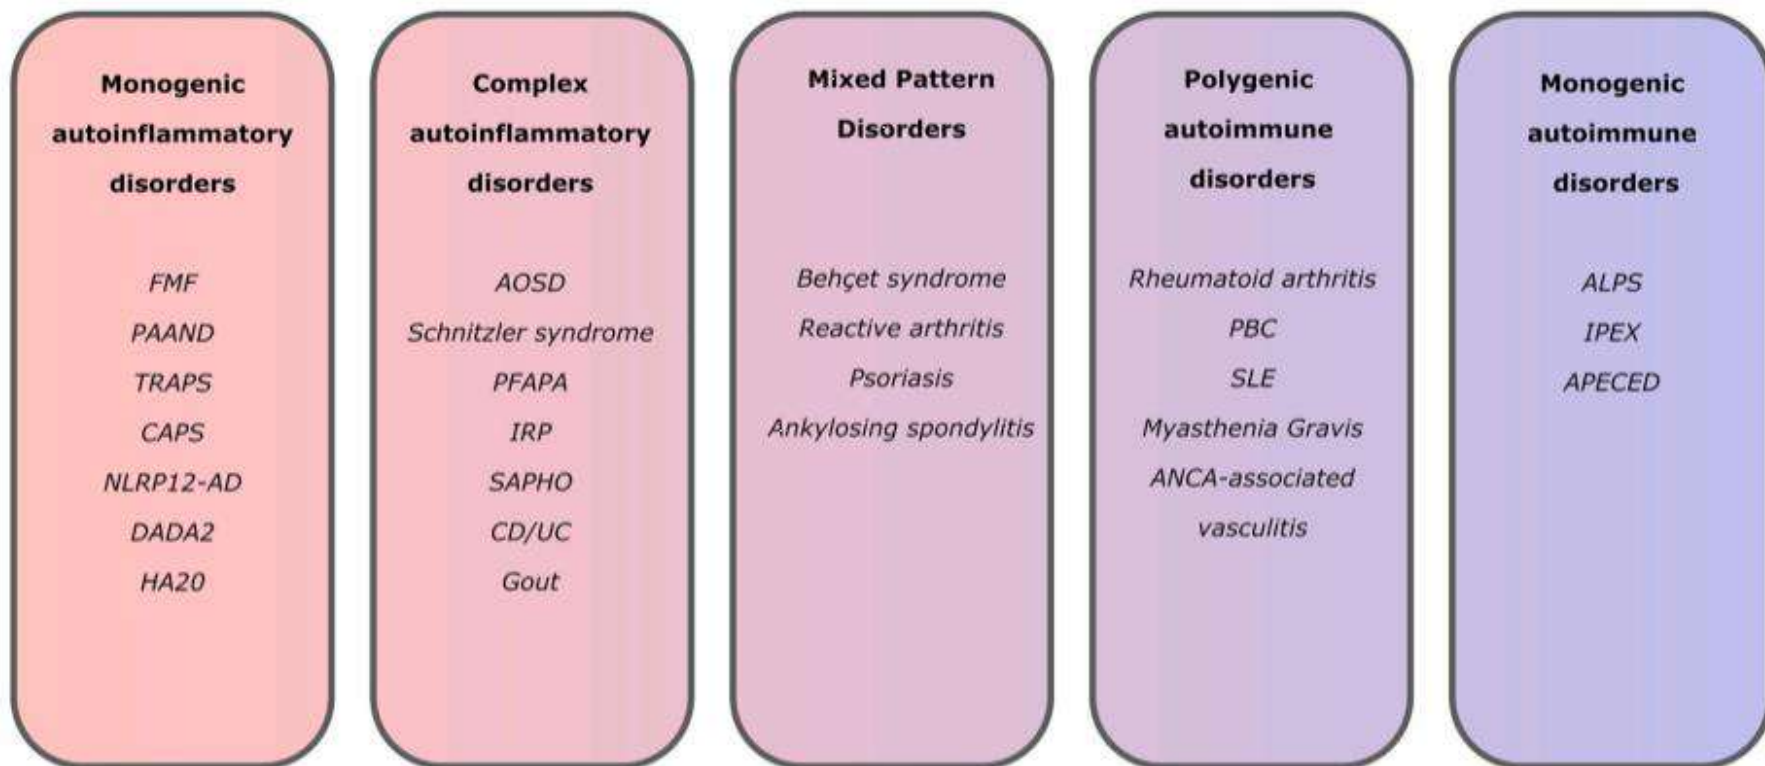 Monogenic
autoinflammatory
disorders
FMF
PAAND
TRAPS
CAPS
NLRP12-AD
DADA2
HA20
Complex
autoinflammatory
disorders
AOSD
Schnitzler syndrome
PFAPA
IRP
SAPHO
CD/UC
Gout
Mixed Pattern
Disorders
Behçet syndrome
Reactive arthritis
Psoriasis
Ankylosing spondylitis
Polygenic
autoimmune
disorders
Rheumatoid arthritis
PBC
SLE
Myasthenia Gravis
ANCA-associated
vasculitis
Monogenic
autoimmune
disorders
ALPS
IPEX
APECED